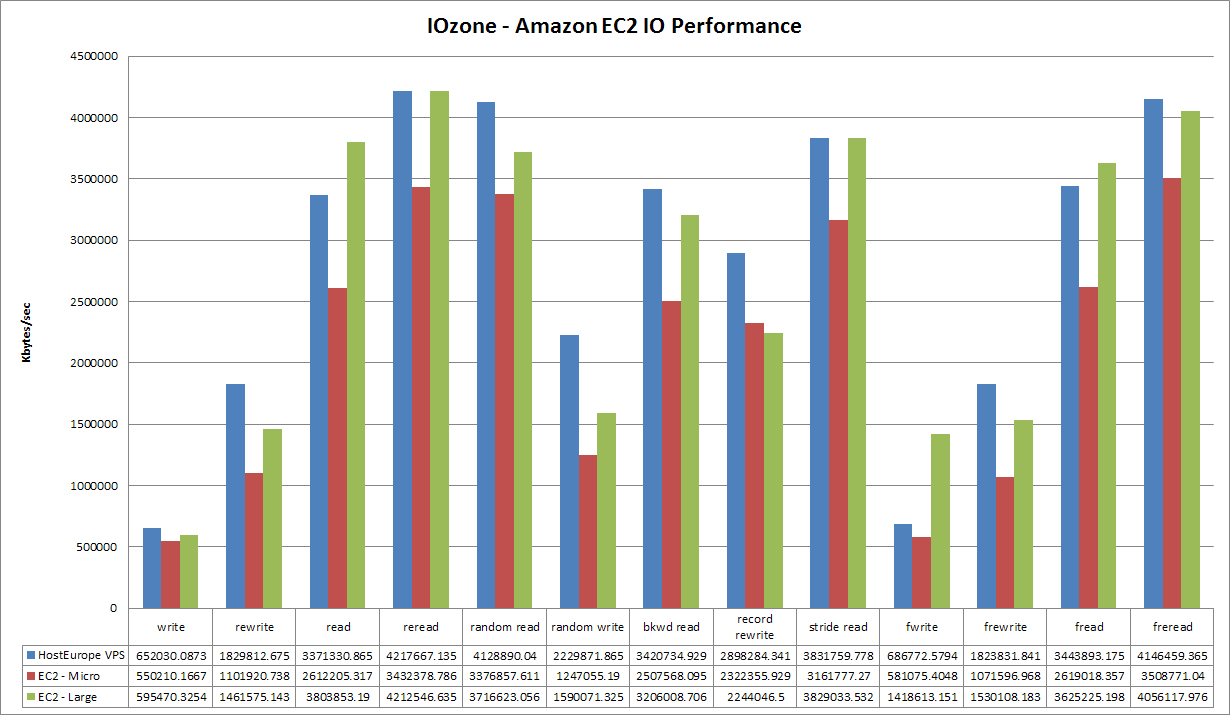 IOzone - Amazon EC2 IO Performance
4500000
4000000
3500000
3000000
2500000
2000000
1500000
1000000
500000
0
Kbytes/sec
write rewrite read reread random read random write bkwd read record rewrite stride read fwrite frewrite fread freread
HostEurope VPS 652030.0873 1829812.675 3371330.865 4217667.135 4128890.04 2229871.865 3420734.929 2898284.341 3831759.778 686772.5794 1823831.841 3443893.175 4146459.365
EC2 - Micro 550210.1667 1101920.738 2612205.317 3432378.786 3376857.611 1247055.19 2507568.095 2322355.929 3161777.27 581075.4048 1071596.968 2619018.357 3508771.04
EC2 - Large 595470.3254 1461575.143 3803853.19 4212546.635 3716623.056 1590071.325 3206008.706 2244046.5 3829033.532 1418613.151 1530108.183 3625225.198 4056117.976